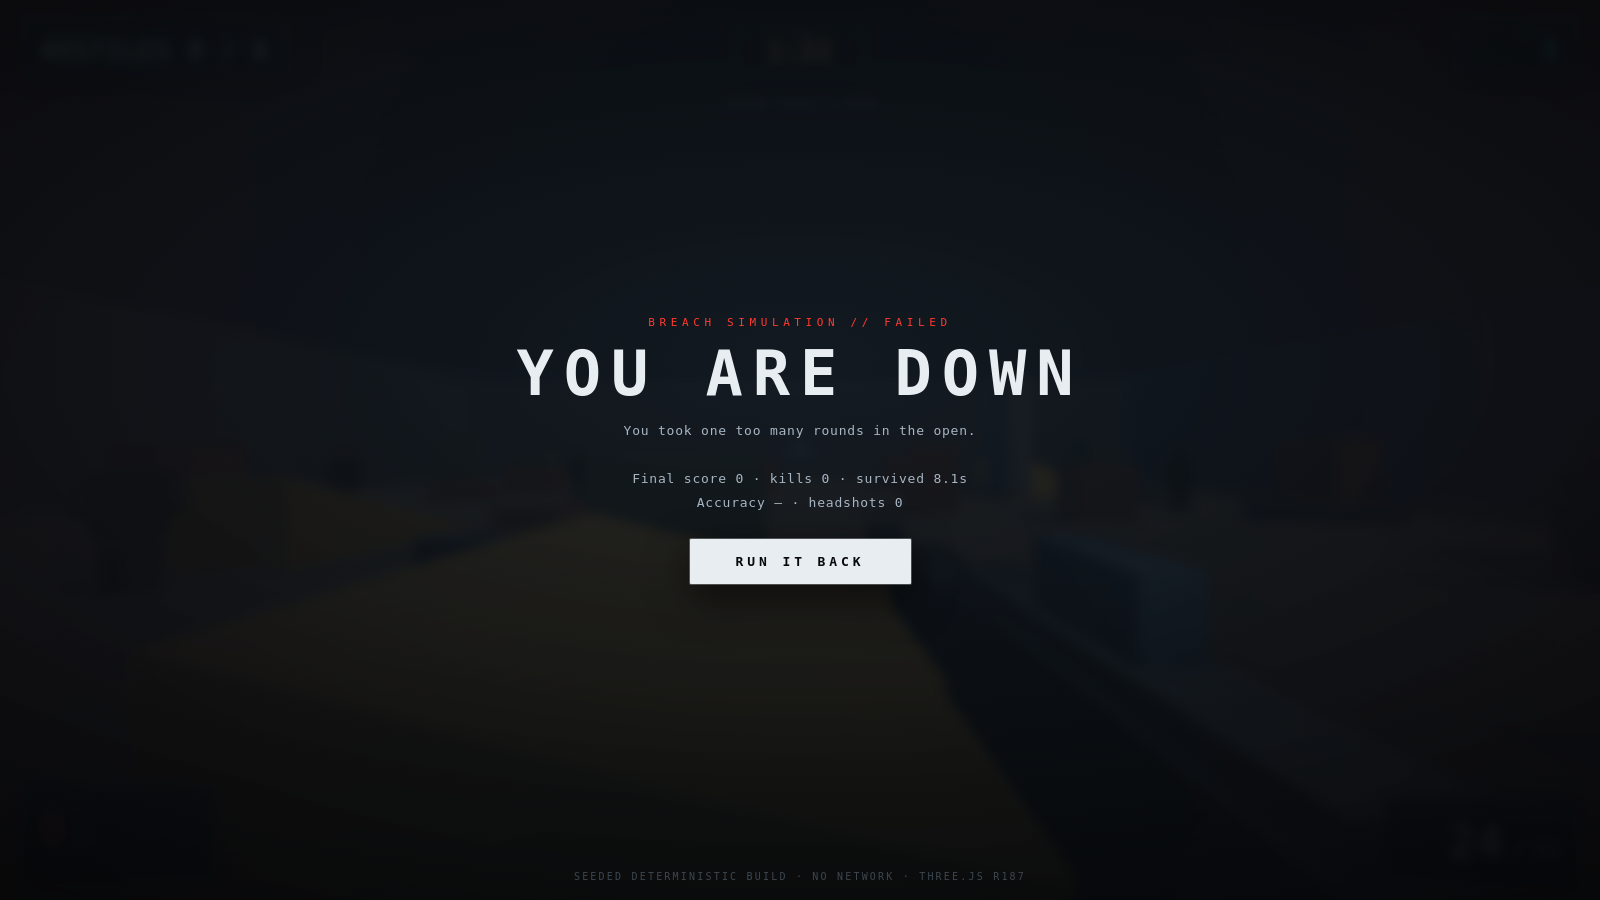 BREACH SIMULATION // FAILED
YOU ARE DOWN
You took one too many rounds in the open.
Final score 0 · kills 0 · survived 8.1s
Accuracy — · headshots 0
RUN IT BACK
24
SEEDED DETERMINISTIC BUILD · NO NETWORK · THREE.JS R187